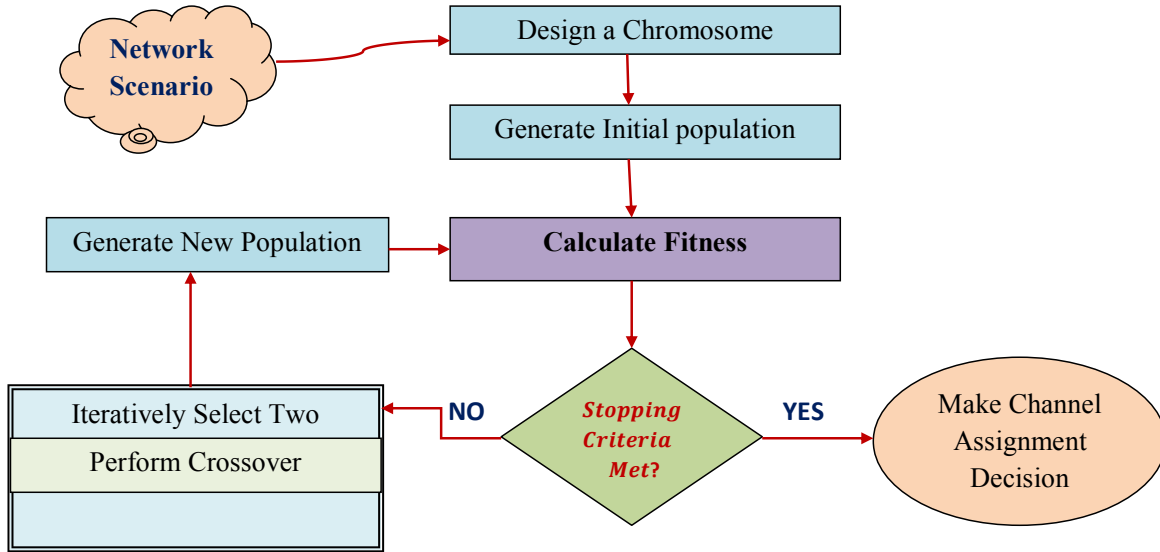 Network
Scenario
Design a Chromosome
Generate Initial population
Generate New Population
Calculate Fitness
Iteratively Select Two
Perform Crossover
NO
Stopping
Criteria
Met?
YES
Make Channel
Assignment
Decision